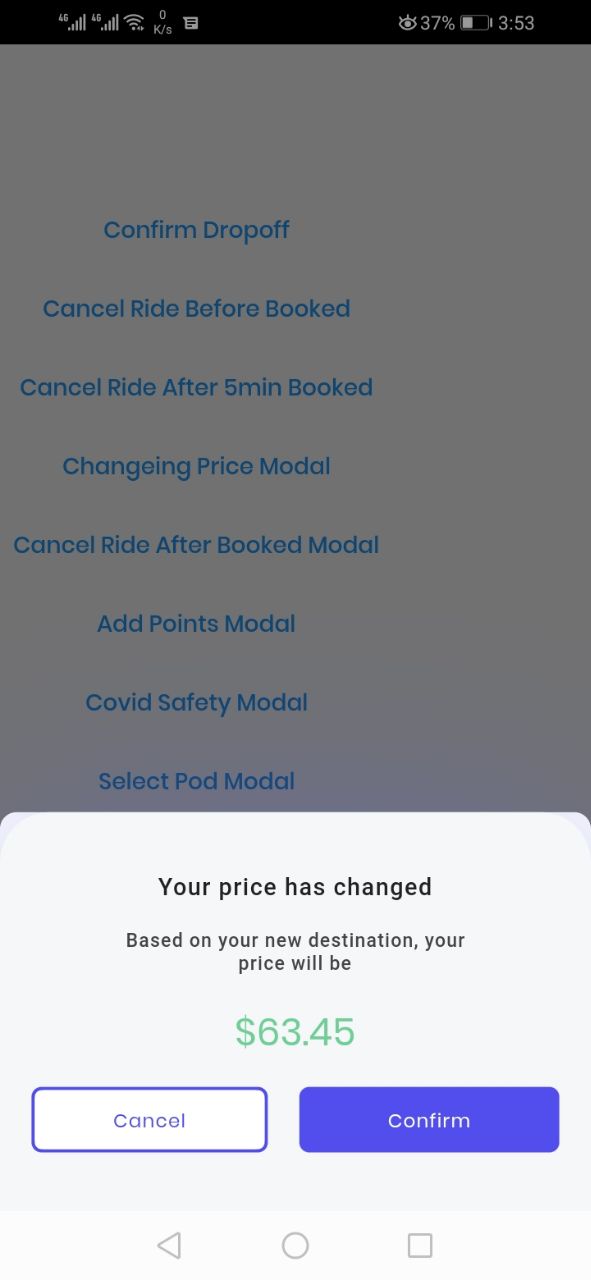 4G 4G 0 K/s 37% 3:53
Confirm Dropoff
Cancel Ride Before Booked
Cancel Ride After 5min Booked
Changeing Price Modal
Cancel Ride After Booked Modal
Add Points Modal
Covid Safety Modal
Select Pod Modal
Your price has changed
Based on your new destination, your
price will be
$63.45
Cancel Confirm